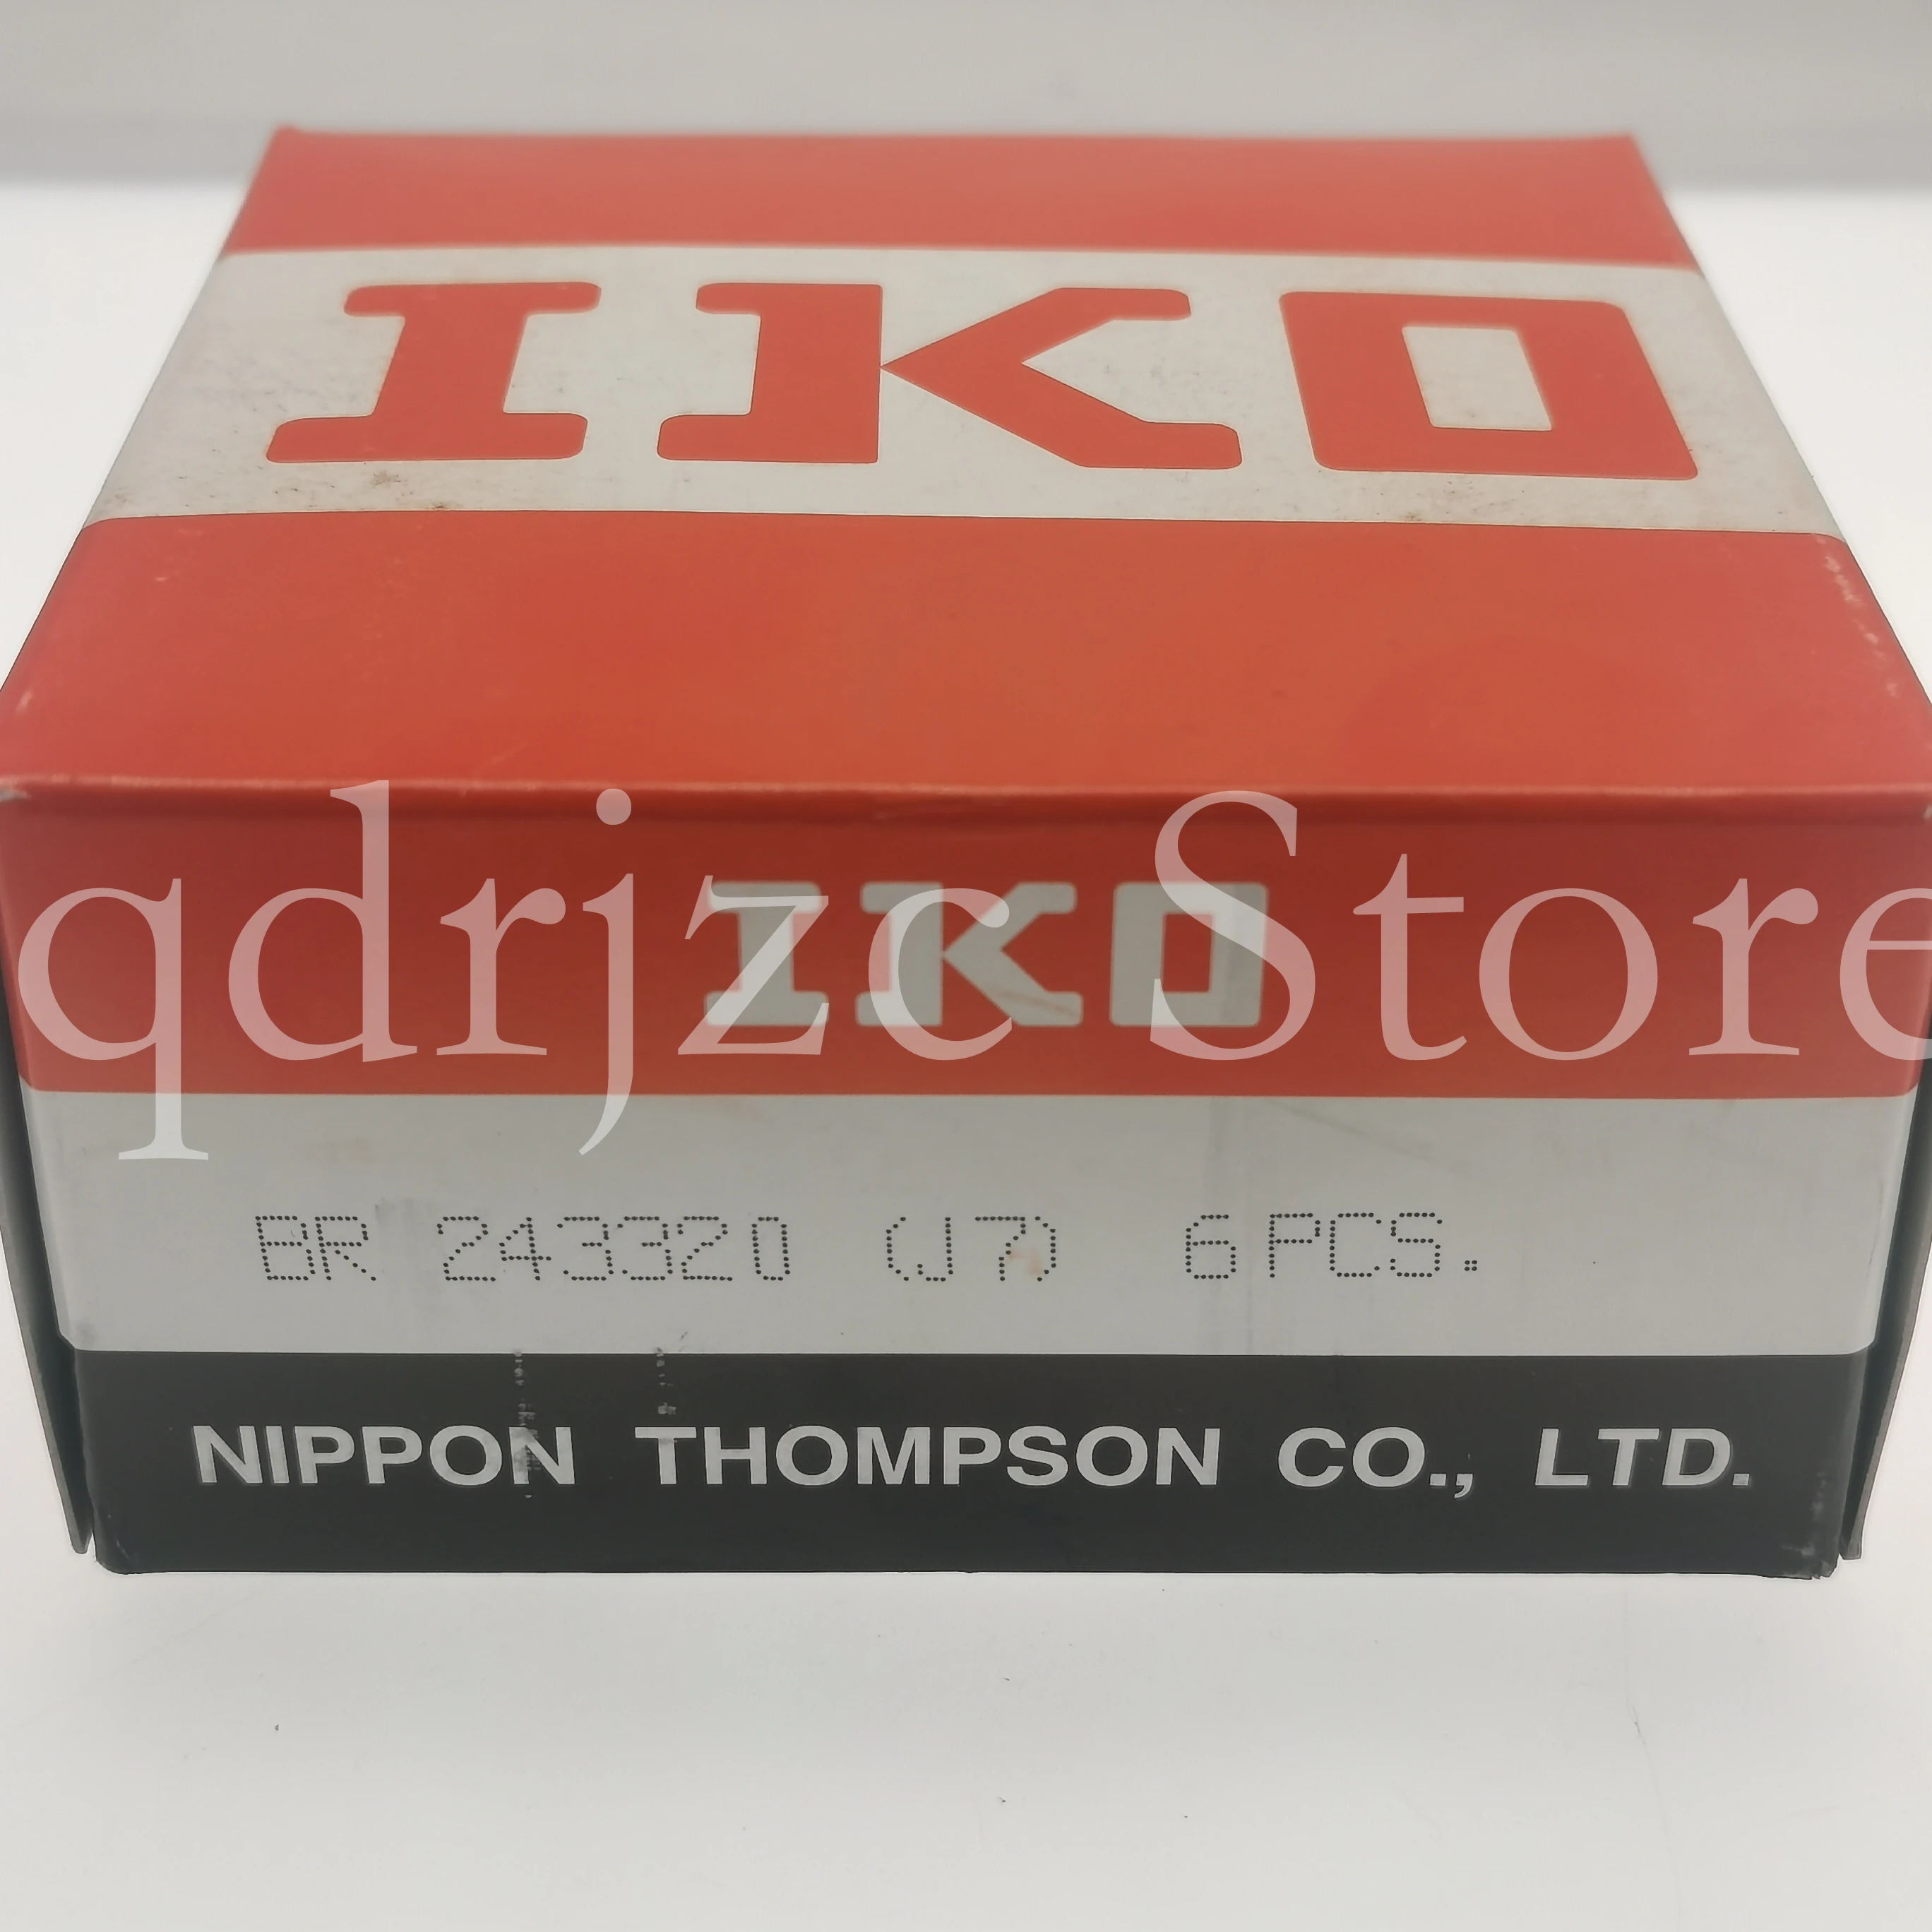 IKO
IKO
qdrjzc Store
BR 243320 (J7) 6PCS.
NIPPON THOMPSON CO., LTD.